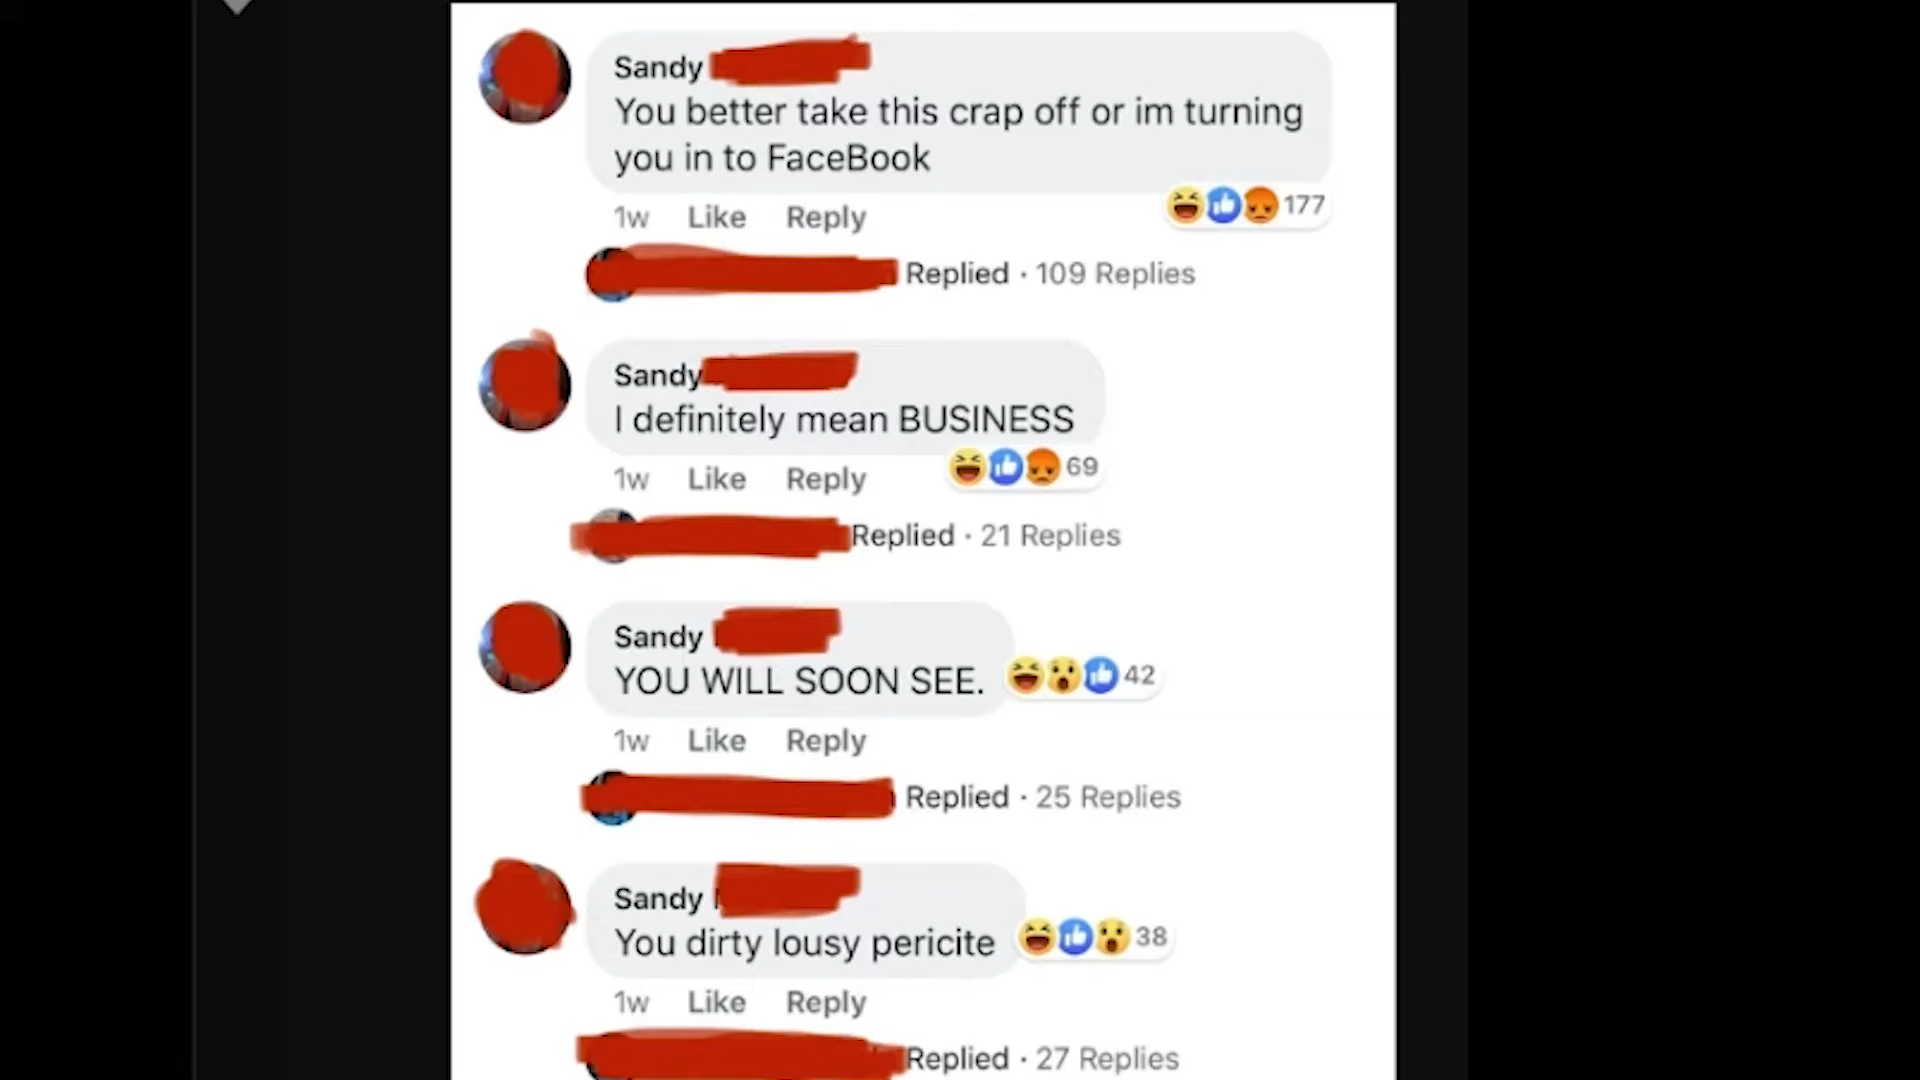 Sandy
You better take this crap off or im turning
you in to FaceBook
1w Like Reply 177
Replied · 109 Replies
Sandy
I definitely mean BUSINESS
1w Like Reply 69
Replied · 21 Replies
Sandy
YOU WILL SOON SEE. 42
1w Like Reply
Replied · 25 Replies
Sandy
You dirty lousy pericite 38
1w Like Reply
Replied · 27 Replies